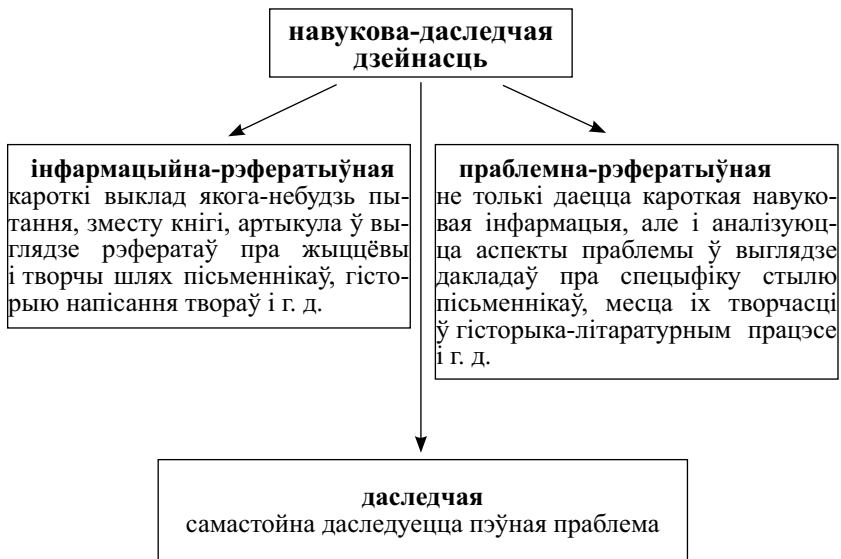 навукова-даследчая
дзейнасць
інфармацыйна-рэфератыўная
кароткі выклад якога-небудзь пы-
тання, зместу кнігі, артыкула ў вы-
глядзе рэфератаў пра жыццёвы
і творчы шлях пісьменнікаў, гісто-
рыю напісання твораў і г. д.
праблемна-рэфератыўная
не толькі даецца кароткая навуко-
вая інфармацыя, але і аналізуюц-
ца аспекты праблемы ў выглядзе
дакладаў пра спецыфіку стылю
пісьменнікаў, месца іх творчасці
ў гісторыка-літаратурным працэсе
і г. д.
даследчая
самастойна даследуецца пэўная праблема